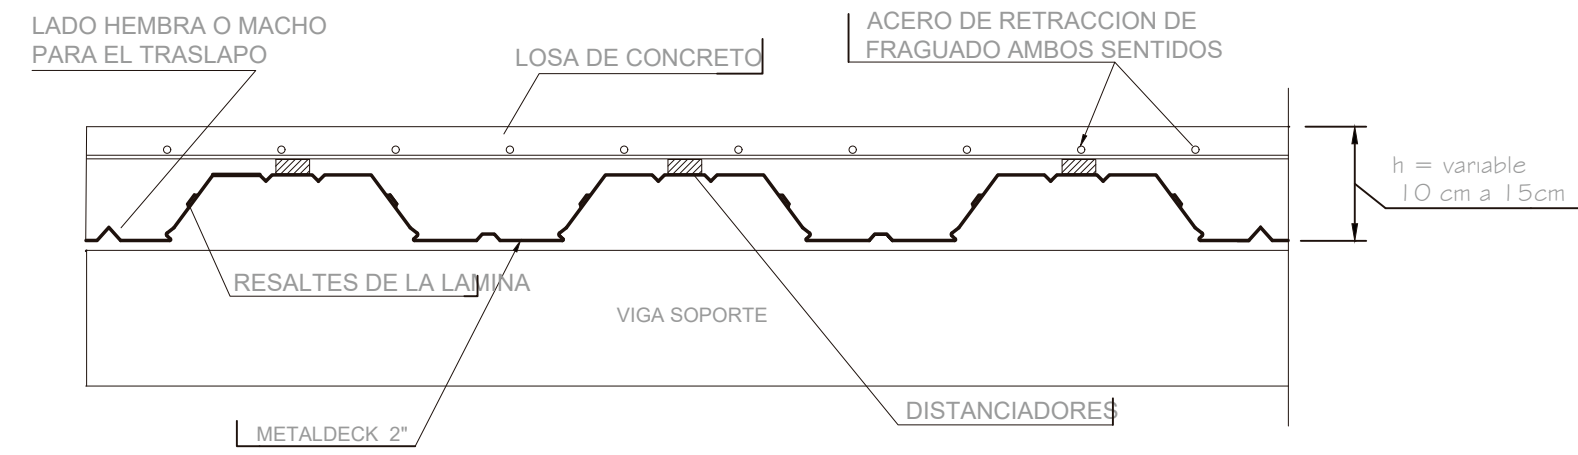 LADO HEMBRA O MACHO
PARA EL TRASLAPO
LOSA DE CONCRETO
ACERO DE RETRACCION DE
FRAGUADO AMBOS SENTIDOS
h = variable
10 cm a 15cm
RESALTES DE LA LAMINA
VIGA SOPORTE
DISTANCIADORES
METALDECK 2"